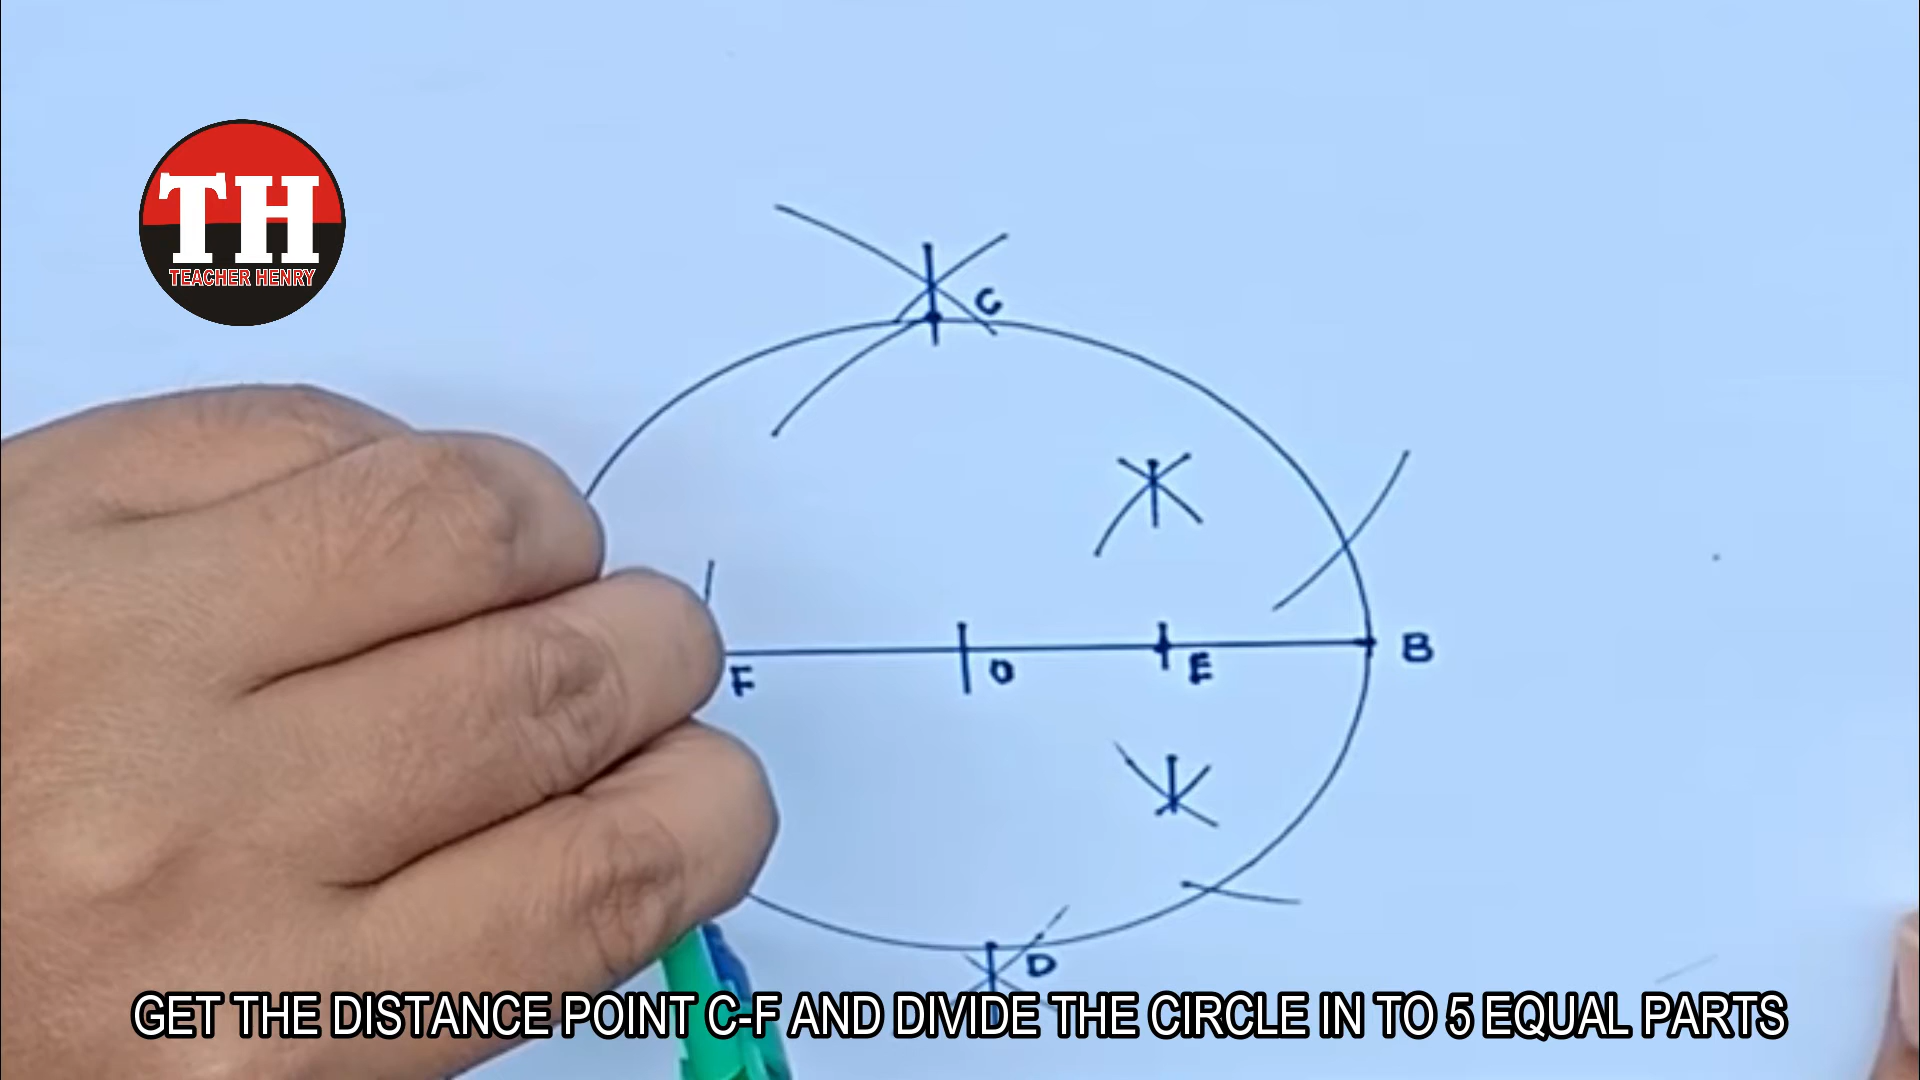 TH
TEACHER HENRY
C
F
O
E
B
D
GET THE DISTANCE POINT C-F AND DIVIDE THE CIRCLE IN TO 5 EQUAL PARTS